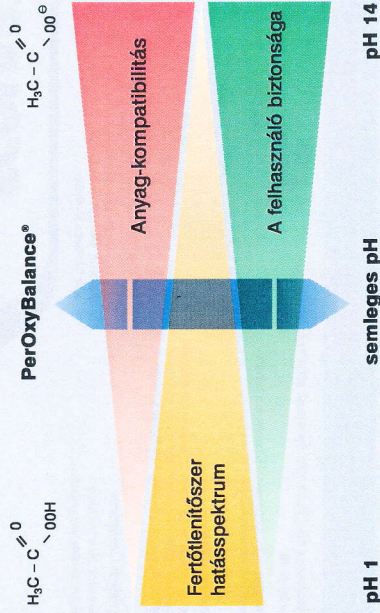 H₃C – C
O
OOH
PerOxyBalance®
H₃C – C
O
OO⊖
Anyag-kompatibilitás
Fertőtlenítőszer
hatásspektrum
A felhasználó biztonsága
pH 1
semleges pH
pH 14